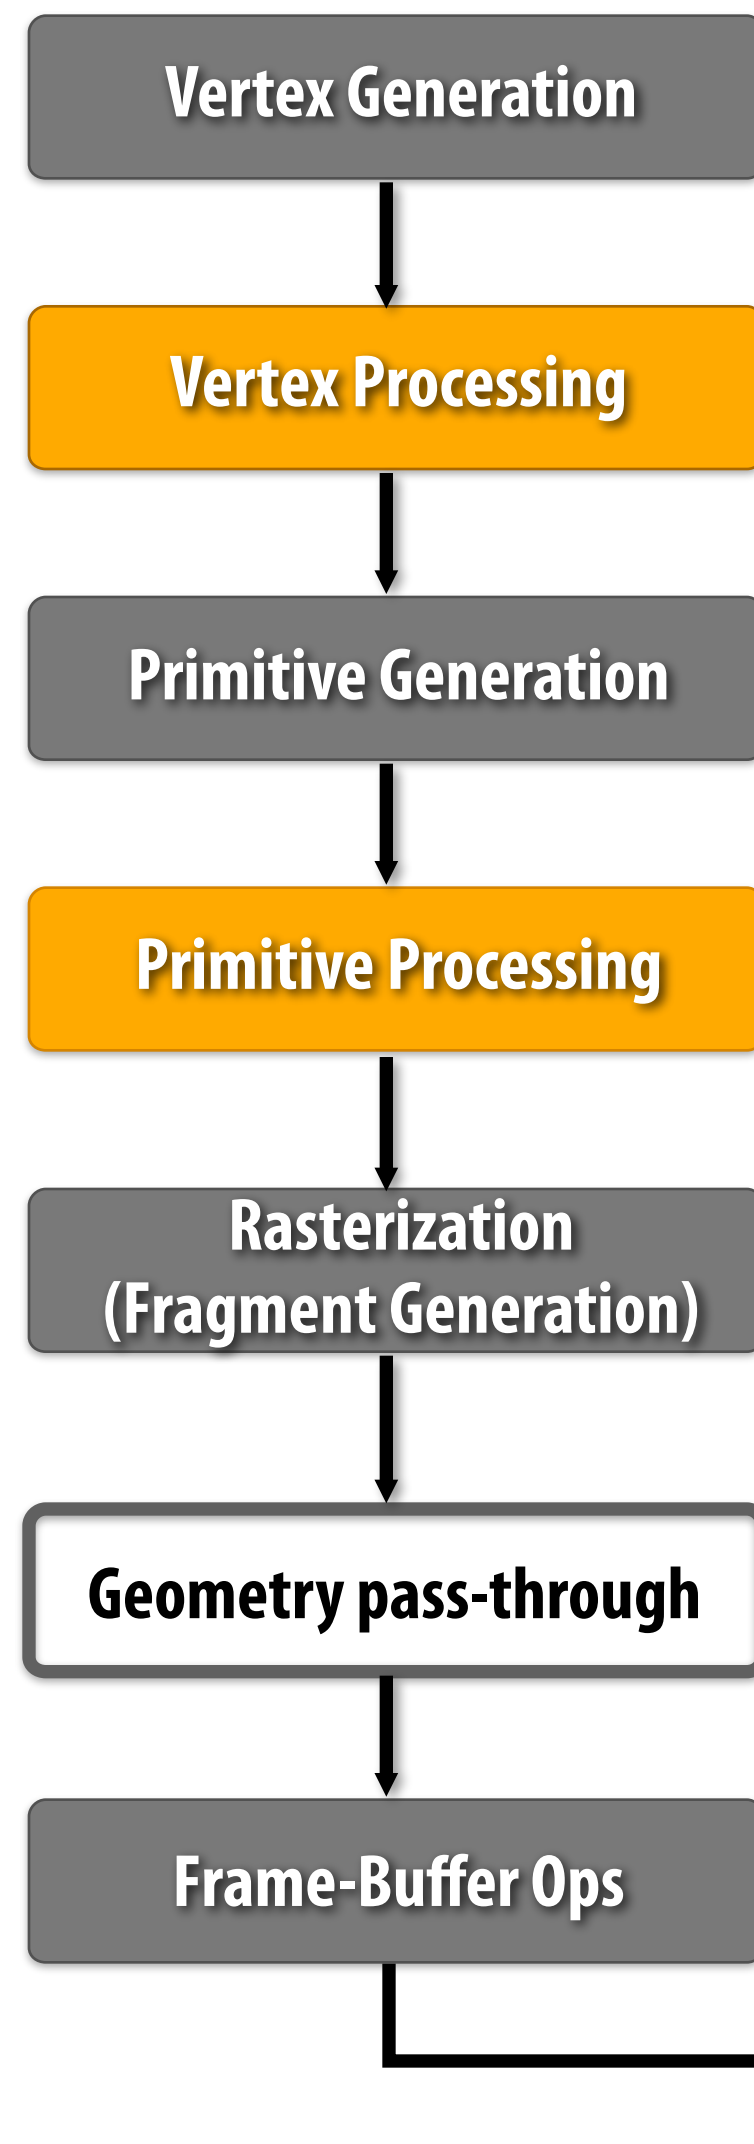 Vertex Generation
Vertex Processing
Primitive Generation
Primitive Processing
Rasterization
(Fragment Generation)
Geometry pass-through
Frame-Buffer Ops